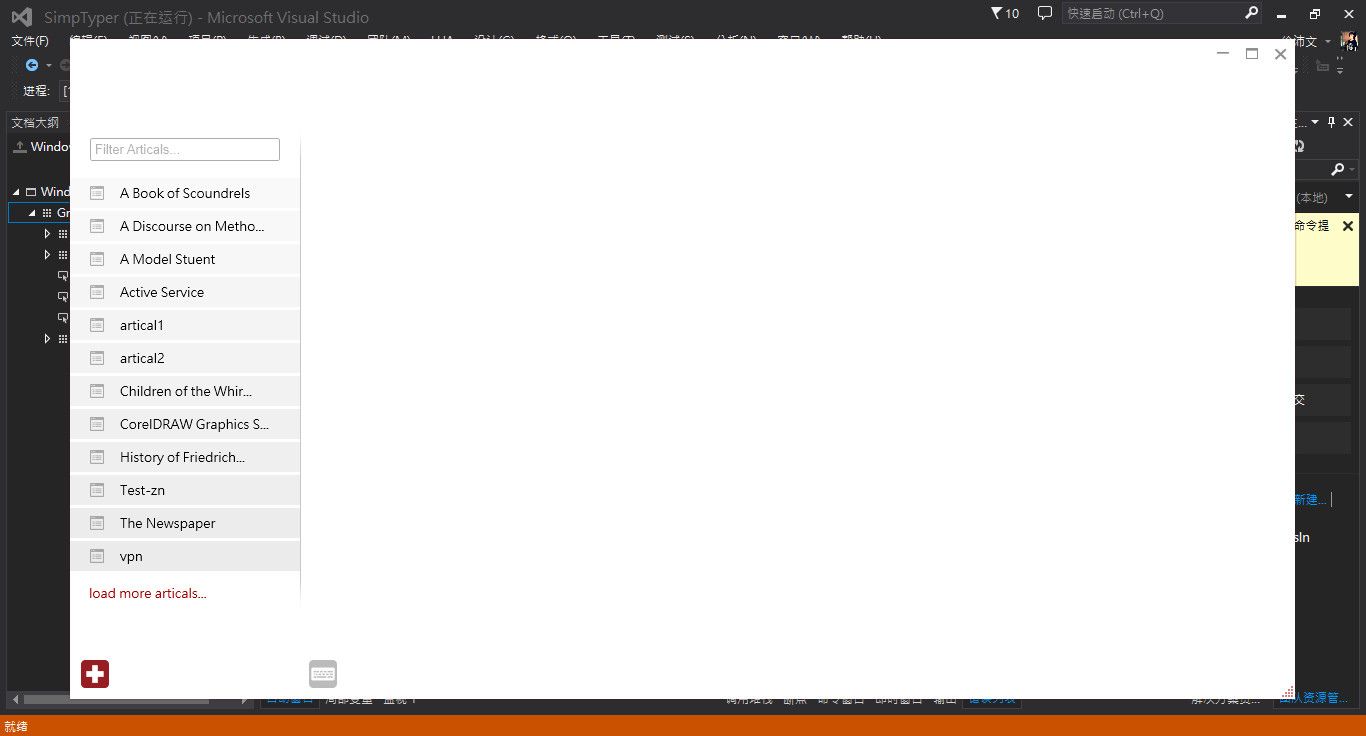 SimpTyper (正在运行) - Microsoft Visual Studio
10
快速启动 (Ctrl+Q)
文件(F)
进程:
文档大纲
Windo
Wind
Gr
Filter Articals...
A Book of Scoundrels
A Discourse on Metho...
A Model Stuent
Active Service
artical1
artical2
Children of the Whir...
CorelDRAW Graphics S...
History of Friedrich...
Test-zn
The Newspaper
vpn
load more articals...
(本地)
命令提
交
新建...
sln
就绪